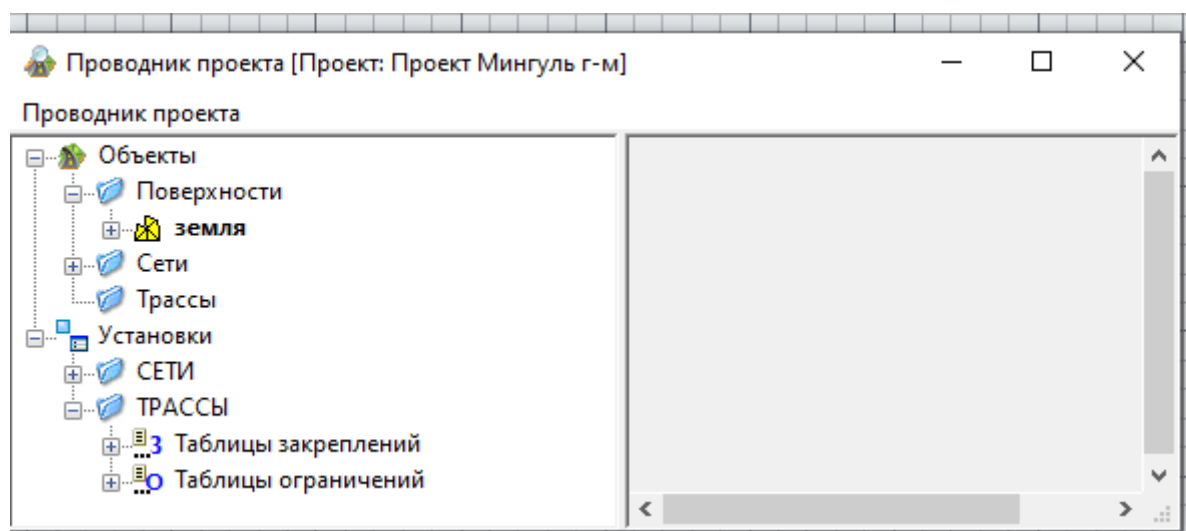 Проводник проекта [Проект: Проект Мингуль г-м]
Проводник проекта
Объекты
Поверхности
земля
Сети
Трассы
Установки
СЕТИ
ТРАССЫ
З Таблицы закреплений
О Таблицы ограничений